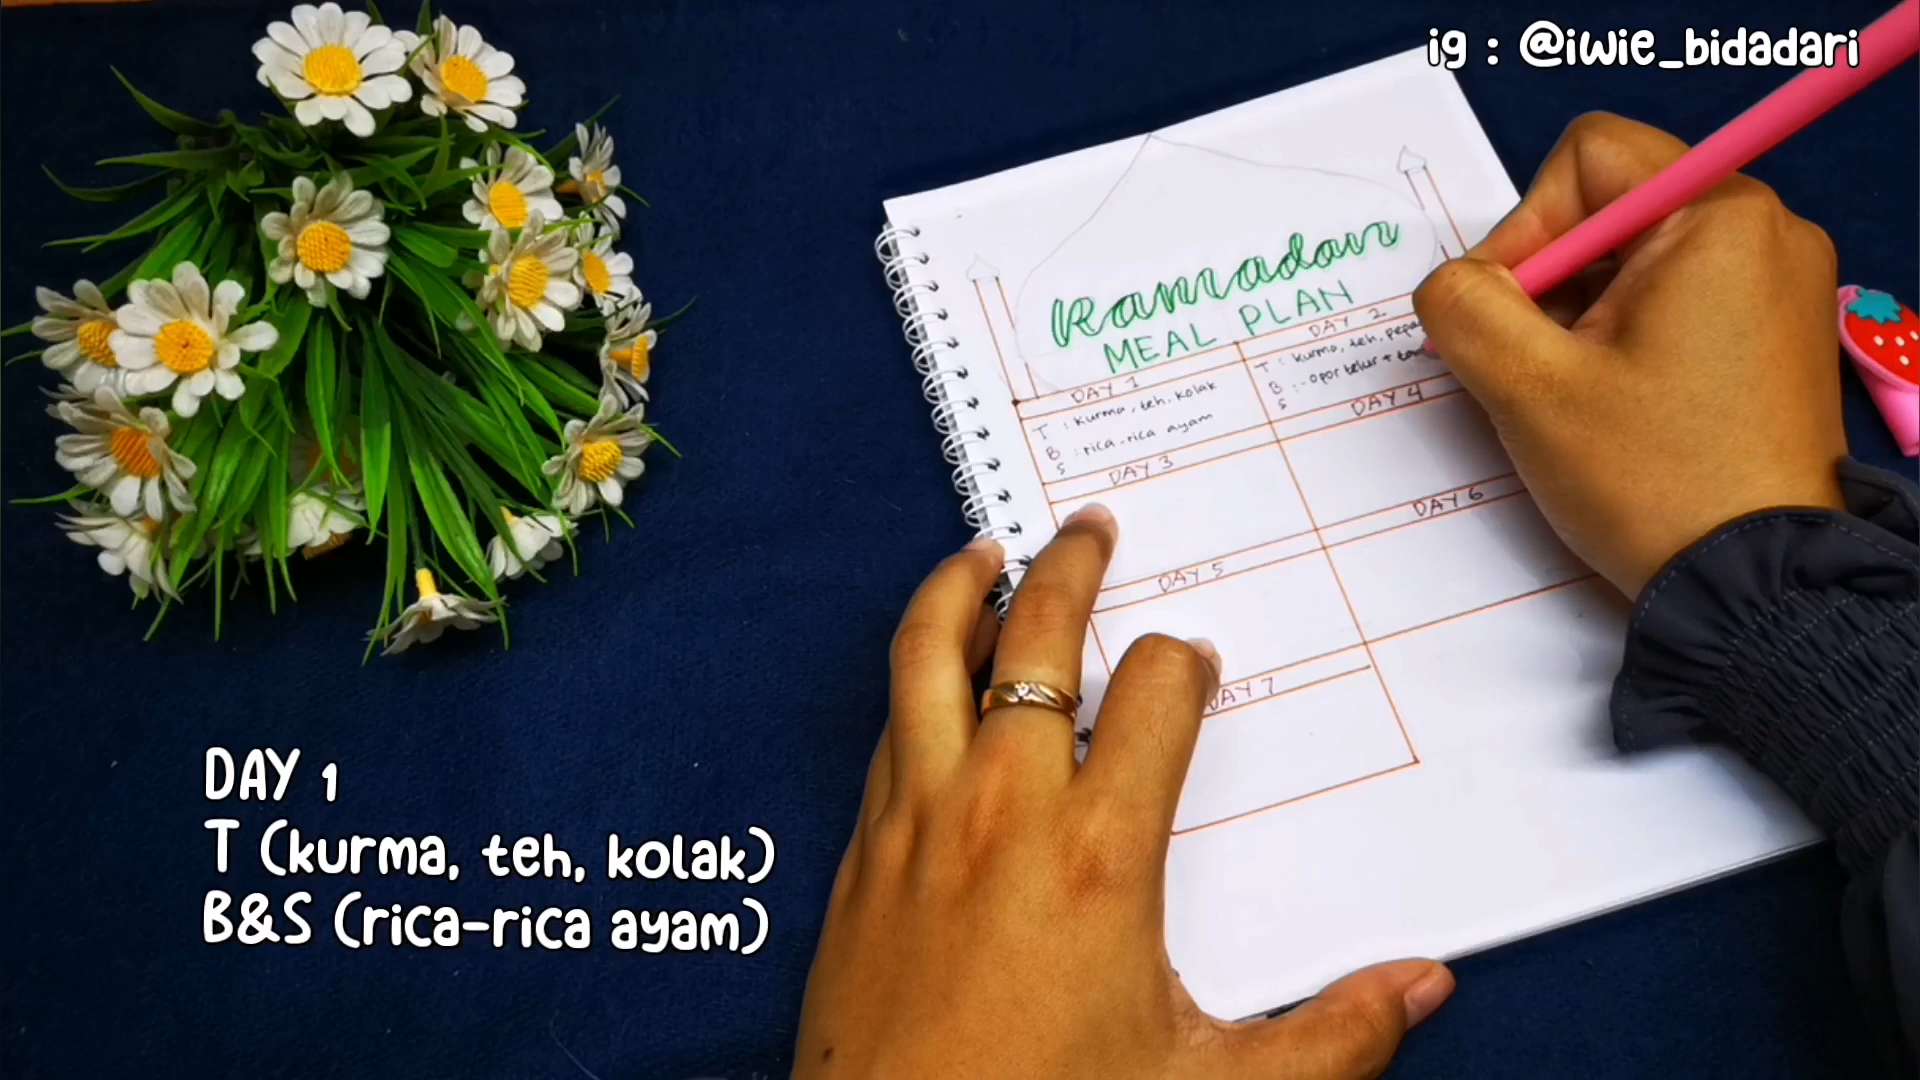 ig : @iwie_bidadari
Ramadan
MEAL PLAN
DAY 1
T : kurma, teh, kolak
B : rica-rica ayam
S
DAY 2
T : kurma, teh,
B : - opor telur +
S
DAY 3
DAY 4
DAY 5
DAY 6
DAY 7
DAY 1
T (kurma, teh, kolak)
B&S (rica-rica ayam)